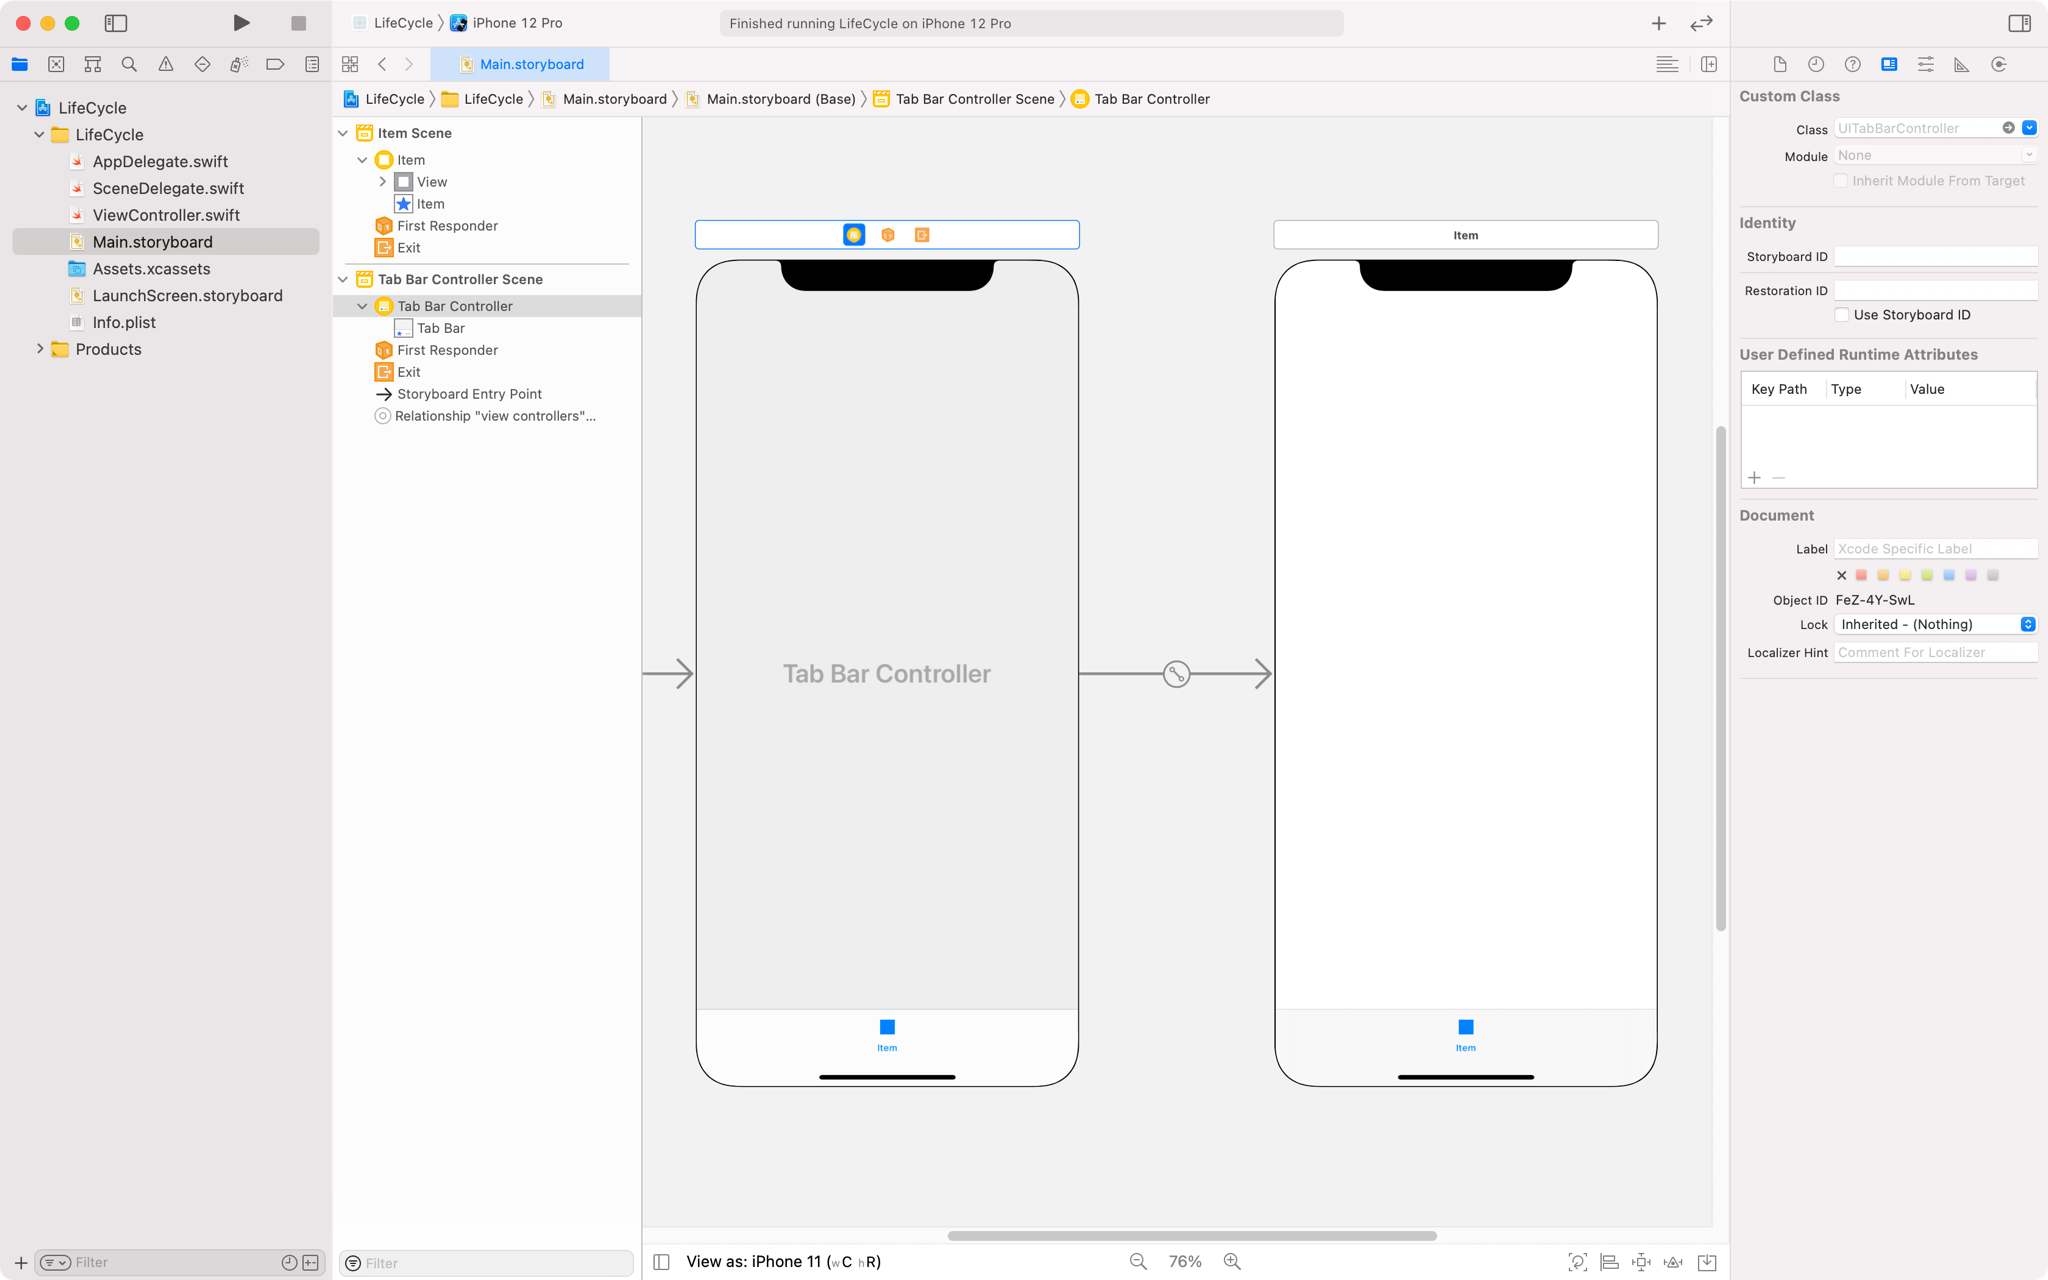 LifeCycle
iPhone 12 Pro
Finished running LifeCycle on iPhone 12 Pro
Main.storyboard
LifeCycle
LifeCycle
Main.storyboard
Main.storyboard (Base)
Tab Bar Controller Scene
Tab Bar Controller
LifeCycle
LifeCycle
AppDelegate.swift
SceneDelegate.swift
ViewController.swift
Main.storyboard
Assets.xcassets
LaunchScreen.storyboard
Info.plist
Products
Filter
Item Scene
Item
View
Item
First Responder
Exit
Tab Bar Controller Scene
Tab Bar Controller
Tab Bar
First Responder
Exit
Storyboard Entry Point
Relationship "view controllers"...
Filter
Tab Bar Controller
Item
Item
Item
View as: iPhone 11 (wC hR)
76%
Custom Class
Class UITabBarController
Module None
Inherit Module From Target
Identity
Storyboard ID
Restoration ID
Use Storyboard ID
User Defined Runtime Attributes
Key Path Type Value
Document
Label Xcode Specific Label
Object ID FeZ-4Y-SwL
Lock Inherited - (Nothing)
Localizer Hint Comment For Localizer